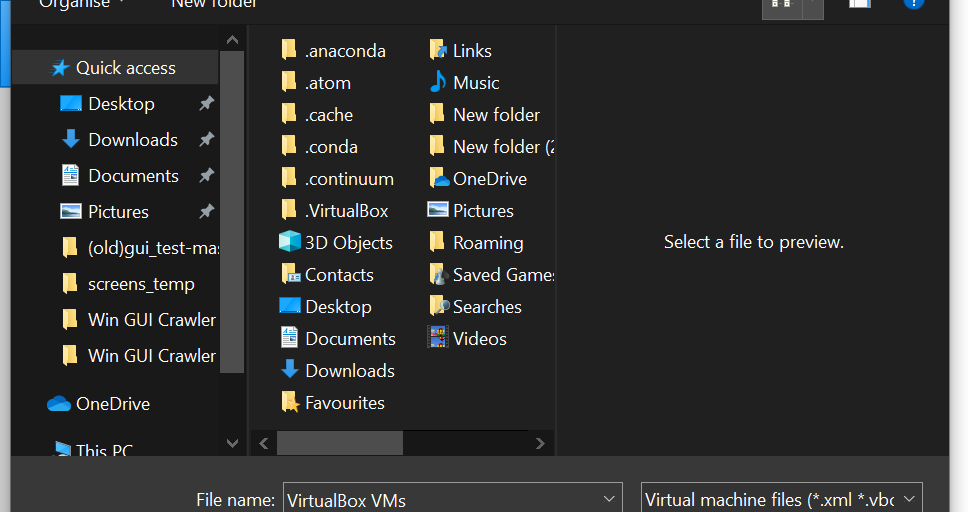 Organise
New folder
Quick access
Desktop
Downloads
Documents
Pictures
(old)gui_test-mas
screens_temp
Win GUI Crawler
Win GUI Crawler
OneDrive
This PC
.anaconda
.atom
.cache
.conda
.continuum
.VirtualBox
3D Objects
Contacts
Desktop
Documents
Downloads
Favourites
Links
Music
New folder
New folder (2
OneDrive
Pictures
Roaming
Saved Games
Searches
Videos
Select a file to preview.
File name: VirtualBox VMs
Virtual machine files (*.xml *.vbo